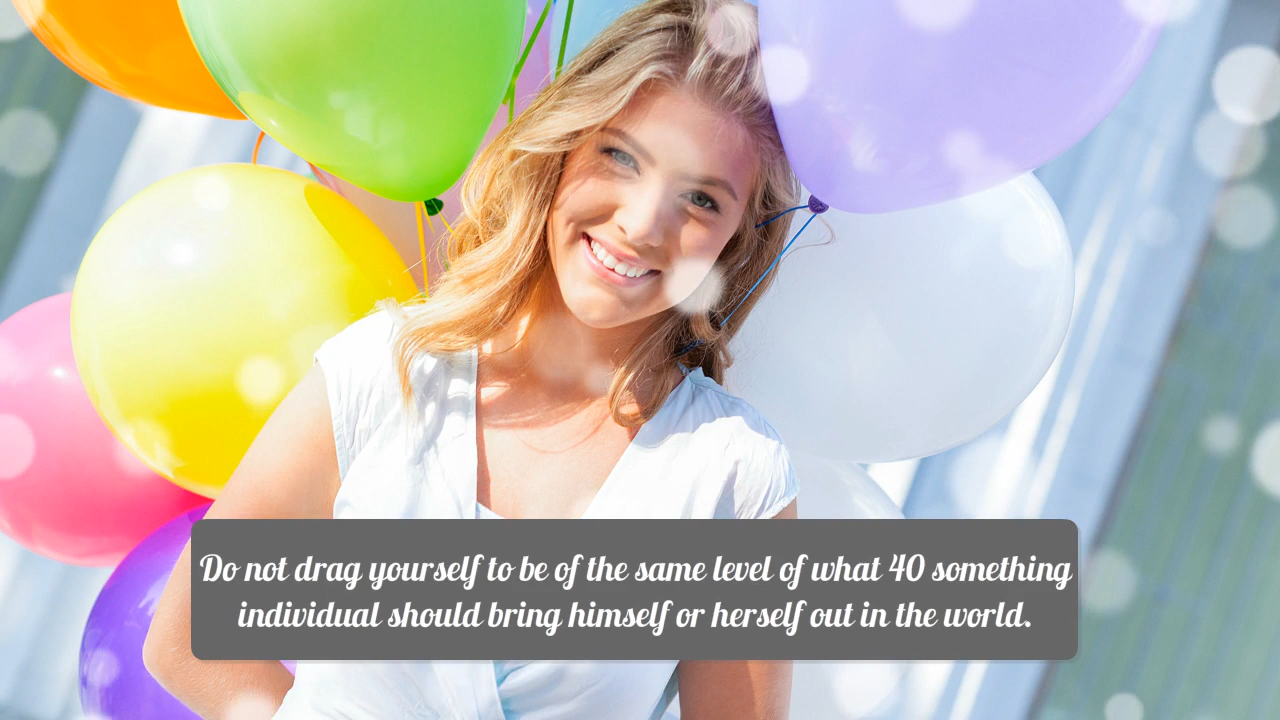 Do not drag yourself to be of the same level of what 40 something
individual should bring himself or herself out in the world.